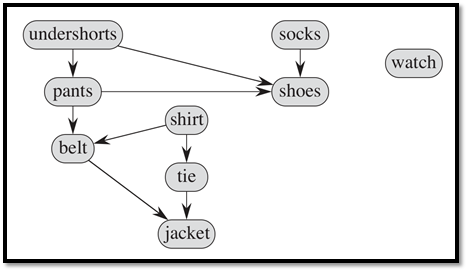 undershorts
socks
watch
pants
shoes
shirt
belt
tie
jacket